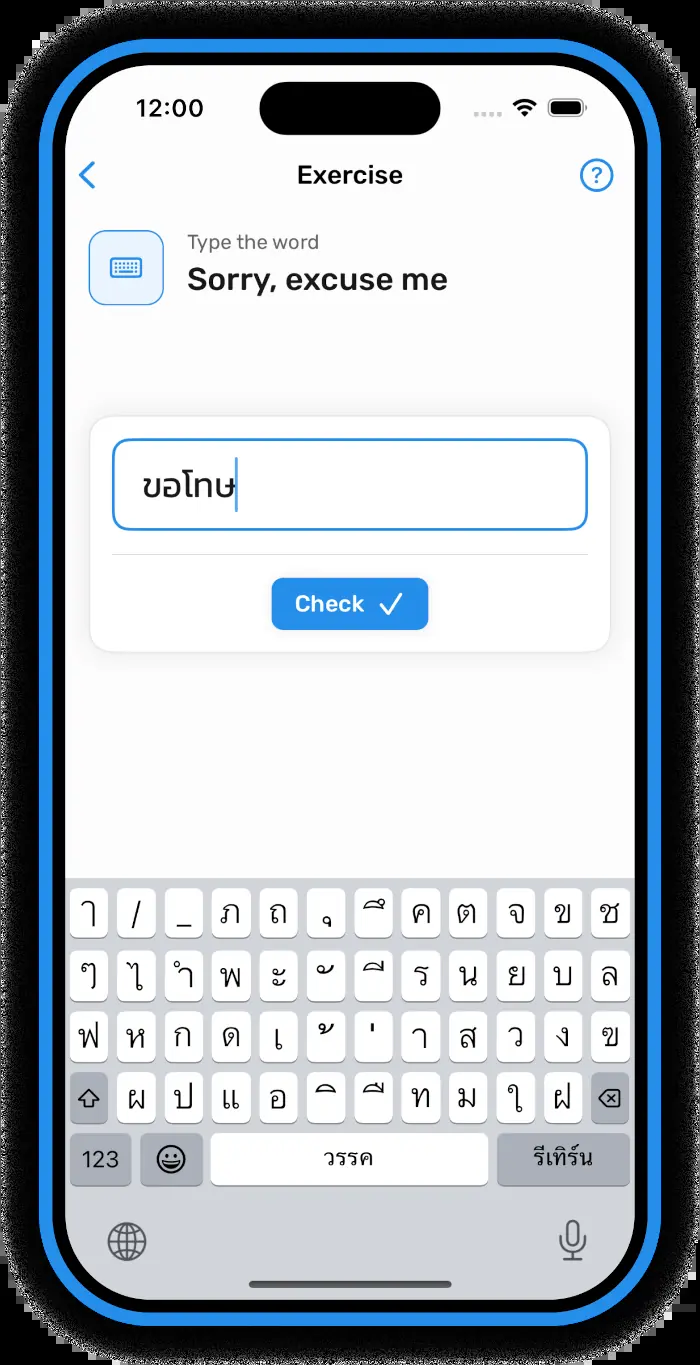 12:00
Exercise
?
Type the word
Sorry, excuse me
ขอโทษ
Check
ๅ / _ ภ ถ ุ ึ ค ต จ ข ช
ๆ ไ ำ พ ะ ั ี ร น ย บ ล
ฟ ห ก ด เ ้ ่ า ส ว ง ฃ
ผ ป แ อ ิ ื ท ม ใ ฝ
123 วรรค รีเทิร์น